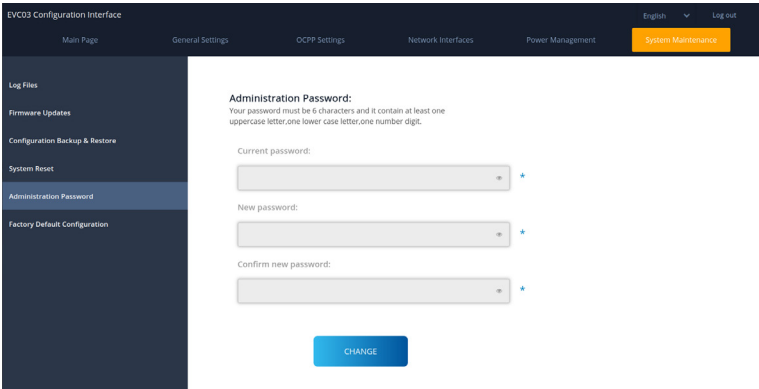 EVC03 Configuration Interface
English
Log out
Main Page
General Settings
OCPP Settings
Network Interfaces
Power Management
System Maintenance
Log Files
Firmware Updates
Configuration Backup & Restore
System Reset
Administration Password
Factory Default Configuration
Administration Password:
Your password must be 6 characters and it contain at least one
uppercase letter,one lower case letter,one number digit.
Current password:
*
New password:
*
Confirm new password:
*
CHANGE